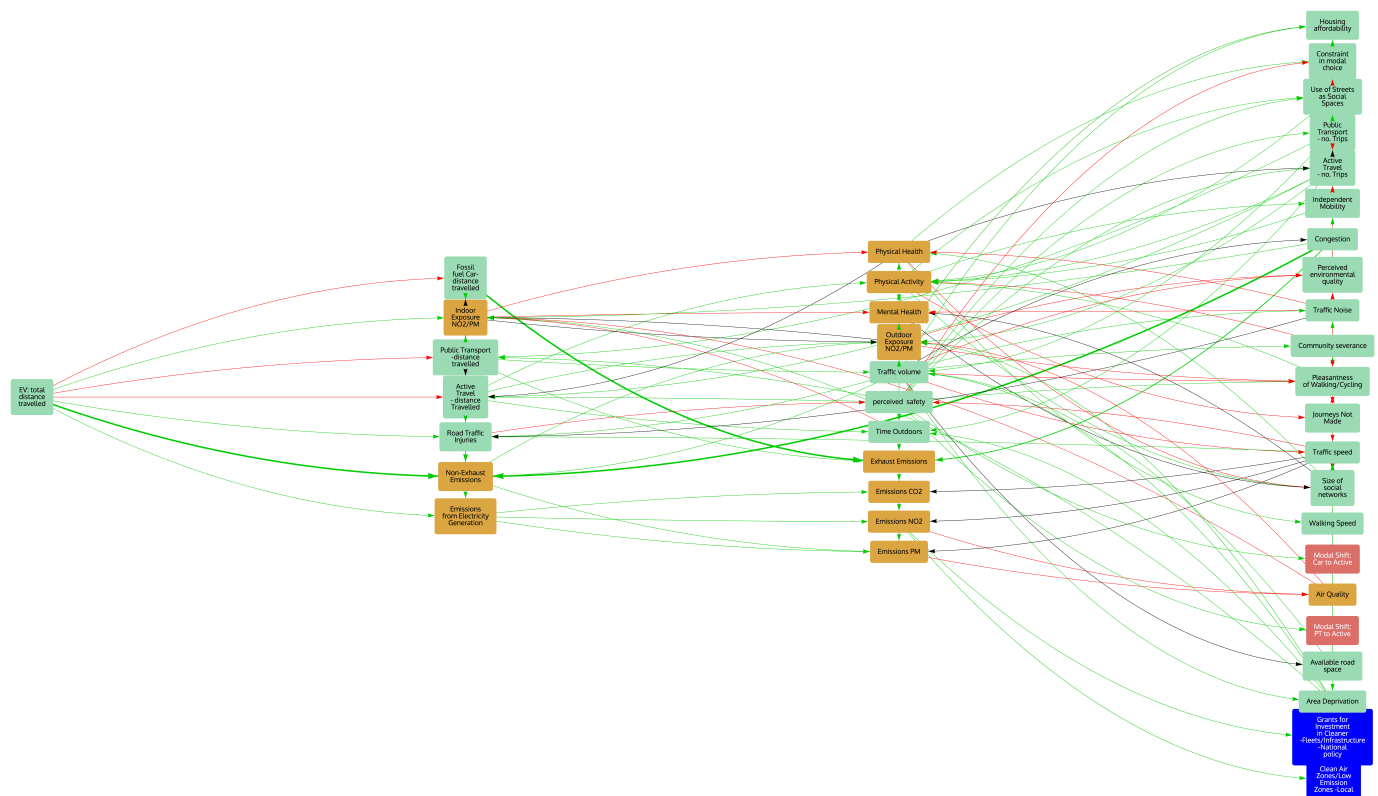 EV: total
distance
travelled
Fossil
fuel Car-
distance
travelled
Indoor
Exposure
NO2/PM
Public Transport
-distance
travelled
Active
Travel
- distance
Travelled
Road Traffic
Injuries
Non-Exhaust
Emissions
Emissions
from Electricity
Generation
Physical Health
Physical Activity
Mental Health
Outdoor
Exposure
NO2/PM
Traffic volume
perceived safety
Time Outdoors
Exhaust Emissions
Emissions CO2
Emissions NO2
Emissions PM
Housing
affordability
Constraint
in modal
choice
Use of Streets
as Social
Spaces
Public
Transport
- no. Trips
Active
Travel
- no. Trips
Independent
Mobility
Congestion
Perceived
environmental
quality
Traffic Noise
Community severance
Pleasantness
of Walking/Cycling
Journeys Not
Made
Traffic speed
Size of
social
networks
Walking Speed
Modal Shift:
Car to Active
Air Quality
Modal Shift:
PT to Active
Available road
space
Area Deprivation
Grants for
Investment
in Cleaner
-Fleets/Infrastructure
-National
policy
Clean Air
Zones/Low
Emission
Zones -Local